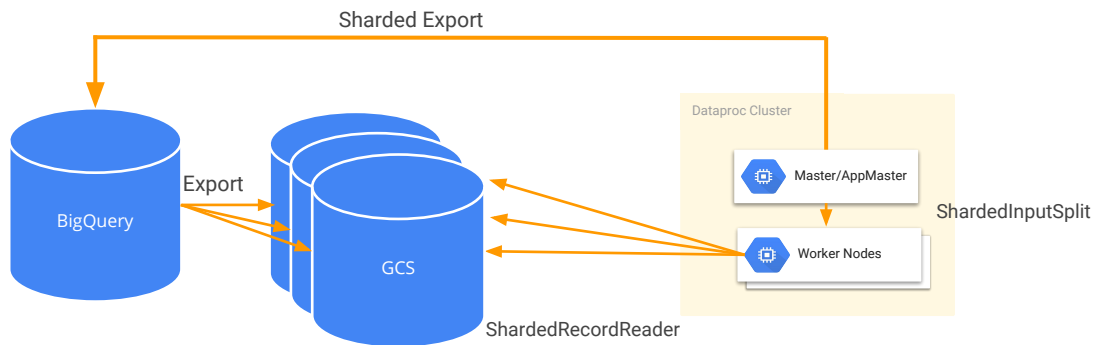 Sharded Export
Dataproc Cluster
Master/AppMaster
Export
ShardedInputSplit
BigQuery
Worker Nodes
GCS
ShardedRecordReader